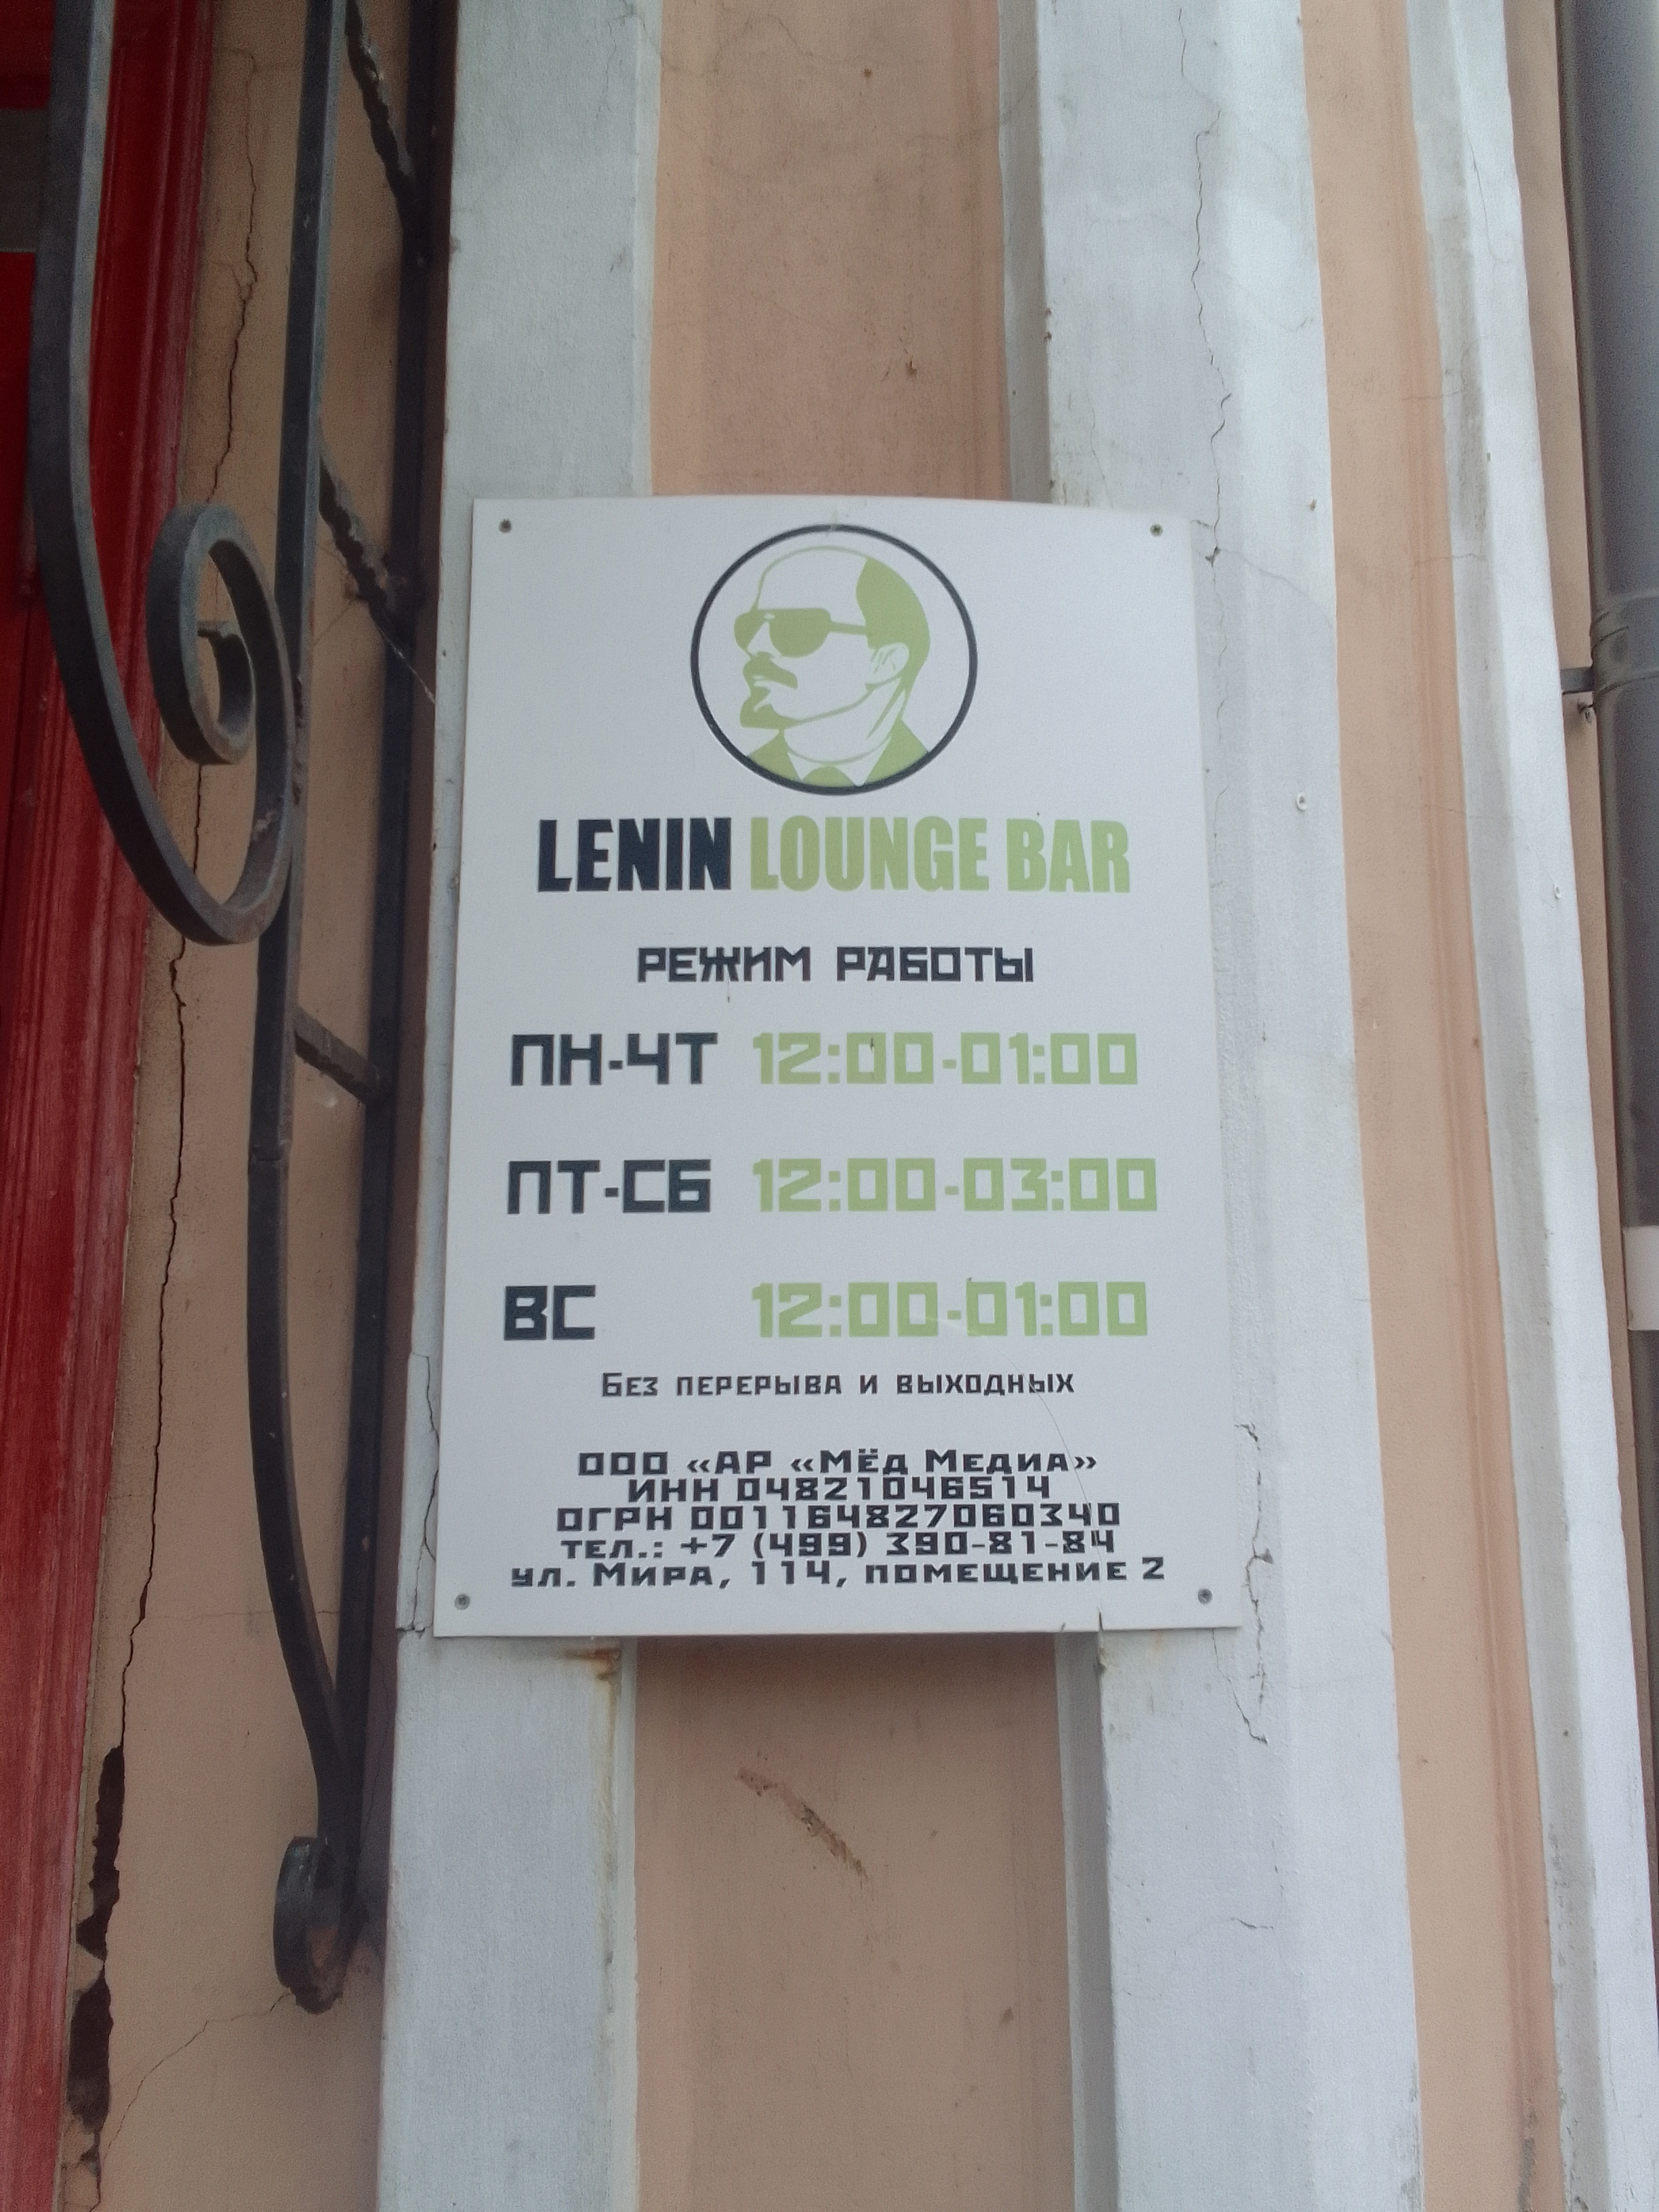 LENIN LOUNGE BAR
РЕЖИМ РАБОТЫ
ПН-ЧТ 12:00-01:00
ПТ-СБ 12:00-03:00
ВС 12:00-01:00
Без перерыва и выходных
ООО «АР «Мёд Медиа»
ИНН 04821046514
ОГРН 001164827060340
тел.: +7 (499) 390-81-84
ул. Мира, 114, помещение 2